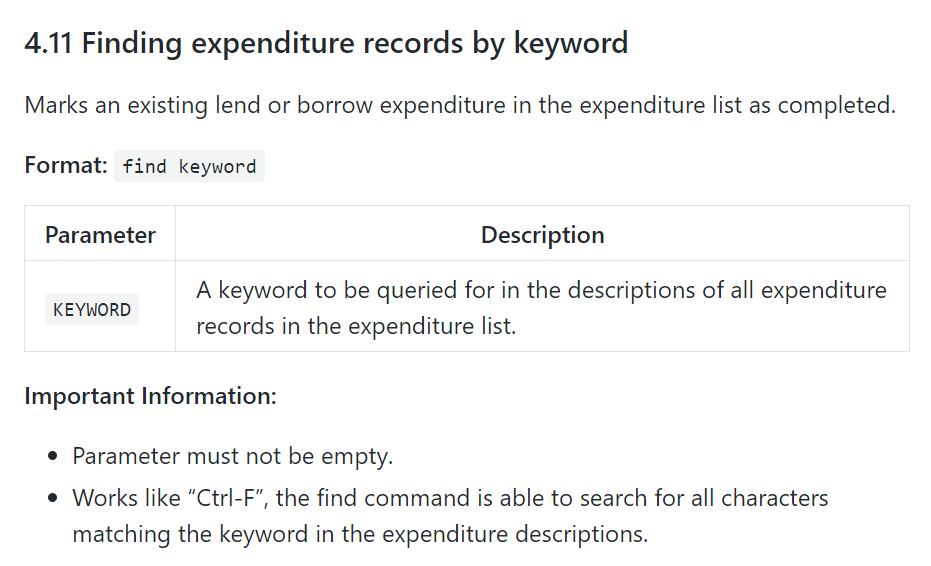 4.11 Finding expenditure records by keyword
Marks an existing lend or borrow expenditure in the expenditure list as completed.
Format: find keyword
Parameter Description
KEYWORD A keyword to be queried for in the descriptions of all expenditure
records in the expenditure list.
Important Information:
• Parameter must not be empty.
• Works like “Ctrl-F”, the find command is able to search for all characters
matching the keyword in the expenditure descriptions.